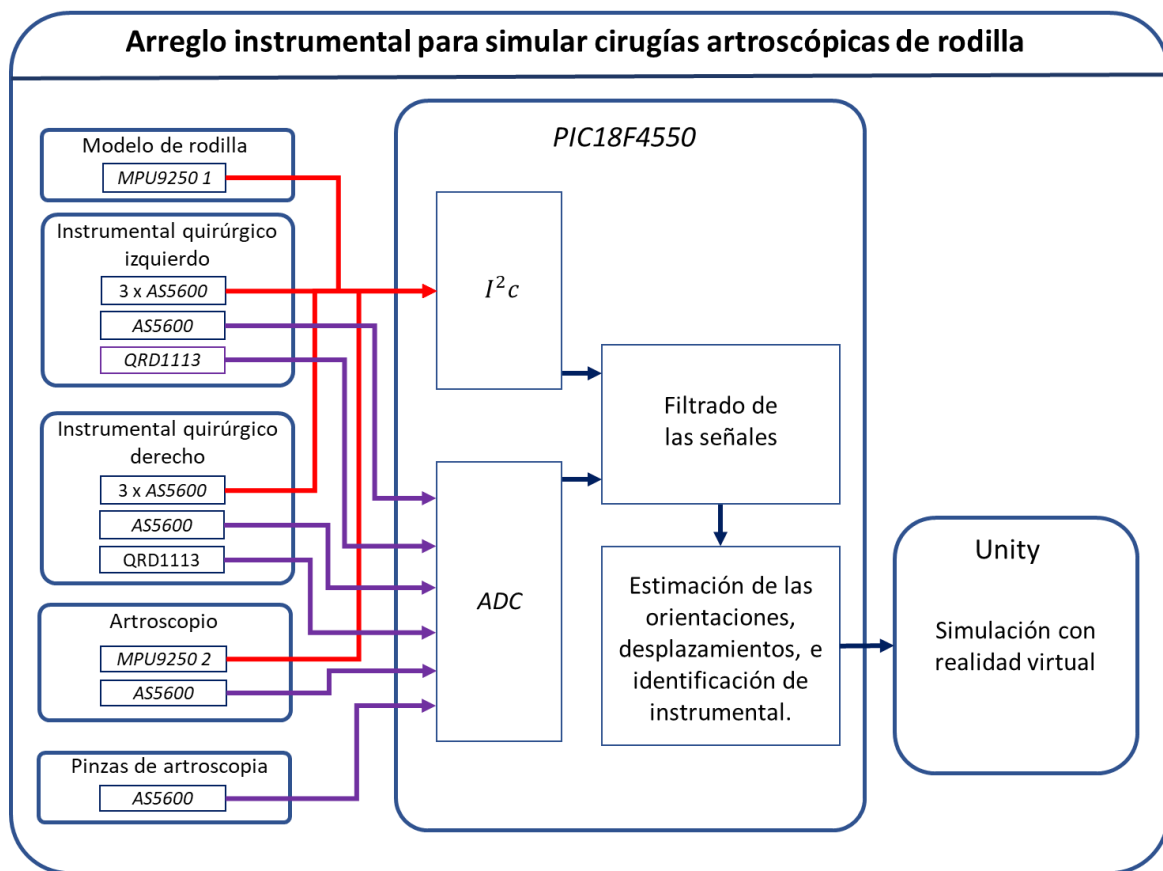 Arreglo instrumental para simular cirugías artroscópicas de rodilla
Modelo de rodilla
MPU9250 1
Instrumental quirúrgico
izquierdo
3 x AS5600
AS5600
QRD1113
Instrumental quirúrgico
derecho
3 x AS5600
AS5600
QRD1113
Artroscopio
MPU9250 2
AS5600
Pinzas de artroscopia
AS5600
PIC18F4550
I²c
ADC
Filtrado de
las señales
Estimación de las
orientaciones,
desplazamientos, e
identificación de
instrumental.
Unity
Simulación con
realidad virtual